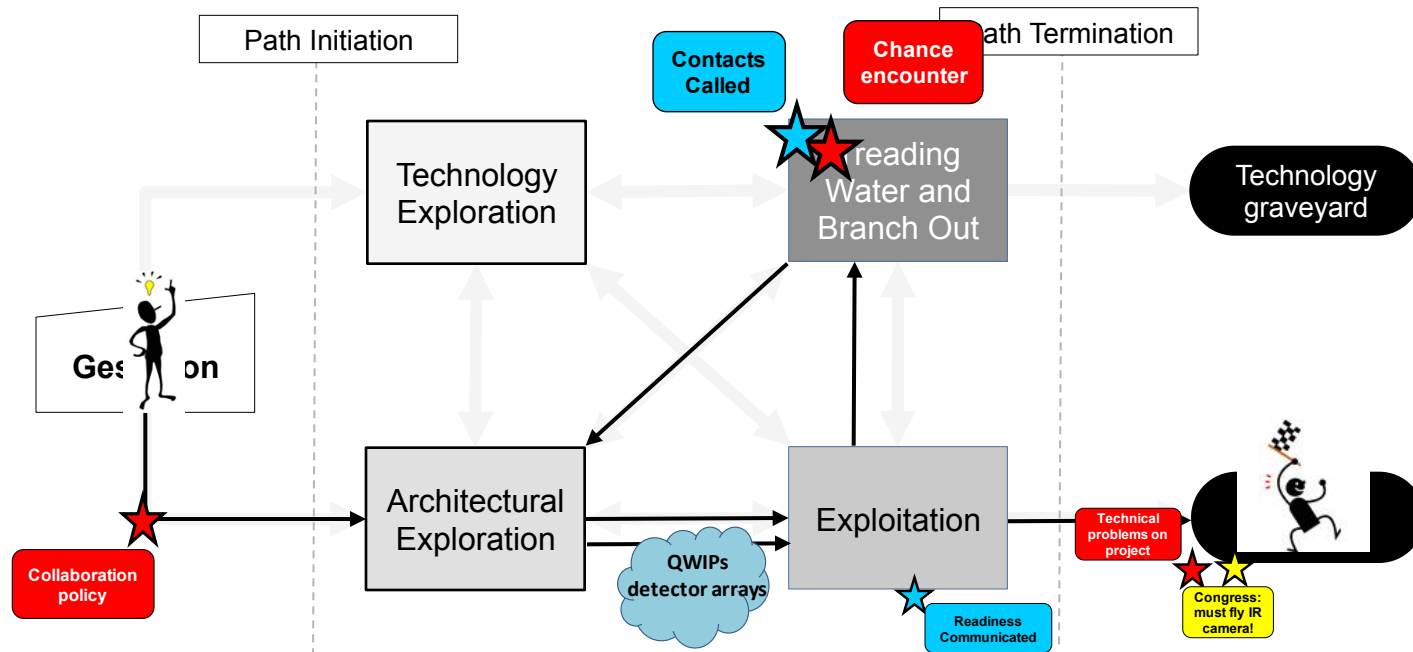 Path Initiation
ath Termination
Contacts
Called
Chance
encounter
Technology
Exploration
reading
Water and
Branch Out
Technology
graveyard
Ges on
Architectural
Exploration
Exploitation
QWIPs
detector arrays
Technical
problems on
project
Collaboration
policy
Readiness
Communicated
Congress:
must fly IR
camera!